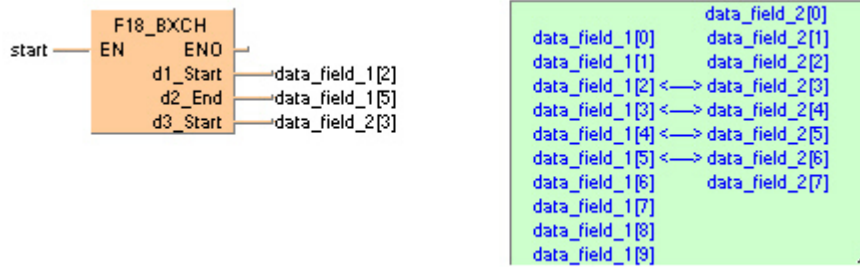 F18_BXCH
start EN ENO
d1_Start data_field_1[2]
d2_End data_field_1[5]
d3_Start data_field_2[3]
data_field_2[0]
data_field_1[0] data_field_2[1]
data_field_1[1] data_field_2[2]
data_field_1[2] <--> data_field_2[3]
data_field_1[3] <--> data_field_2[4]
data_field_1[4] <--> data_field_2[5]
data_field_1[5] <--> data_field_2[6]
data_field_1[6] data_field_2[7]
data_field_1[7]
data_field_1[8]
data_field_1[9]